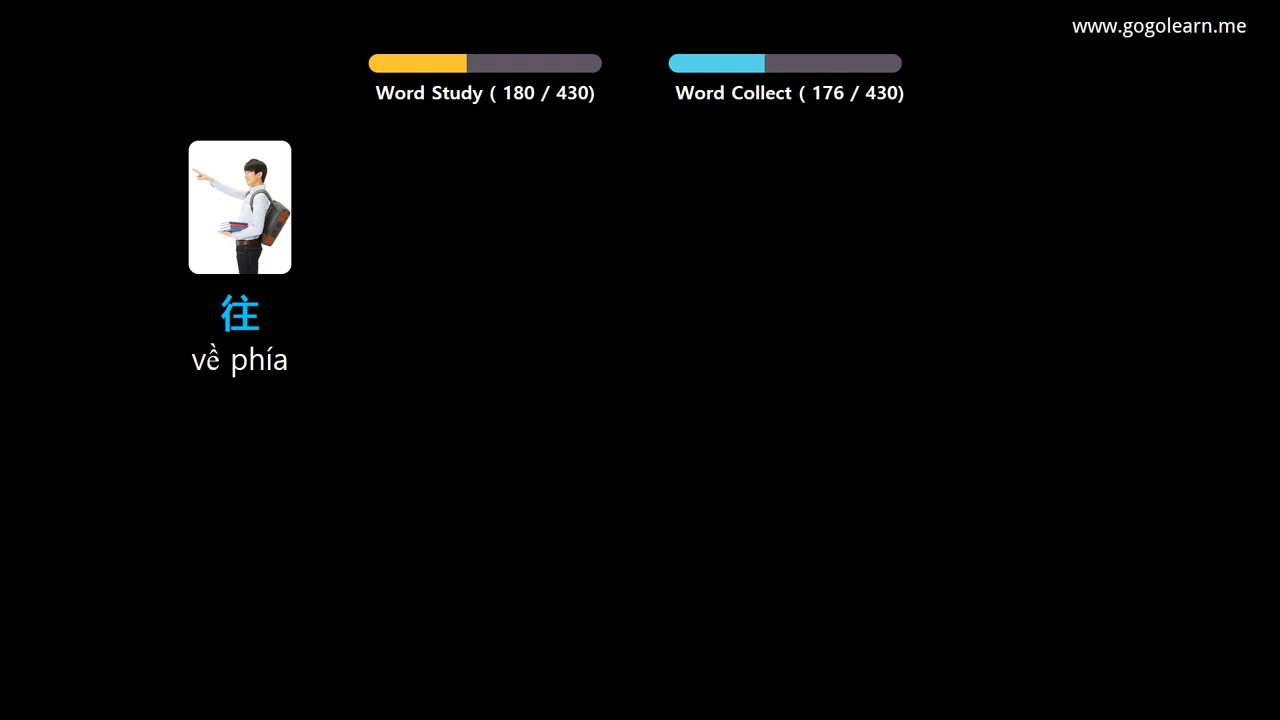 www.gogolearn.me
Word Study ( 180 / 430)
Word Collect ( 176 / 430)
往
về phía